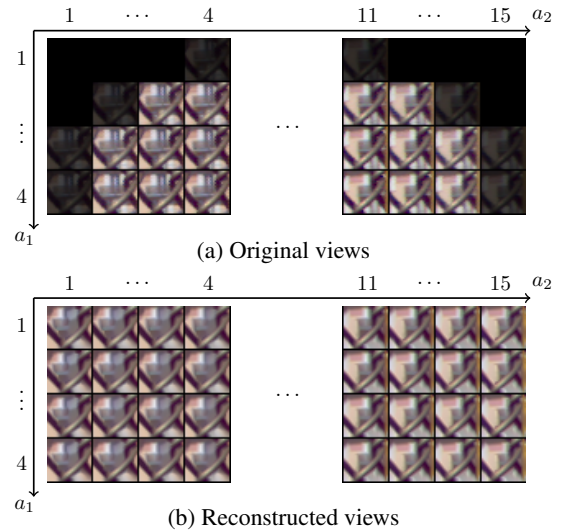 1 ⋯ 4 11 ⋯ 15 a₂
1
⋮
⋯
4
a₁
(a) Original views
1 ⋯ 4 11 ⋯ 15 a₂
1
⋮
⋯
4
a₁
(b) Reconstructed views